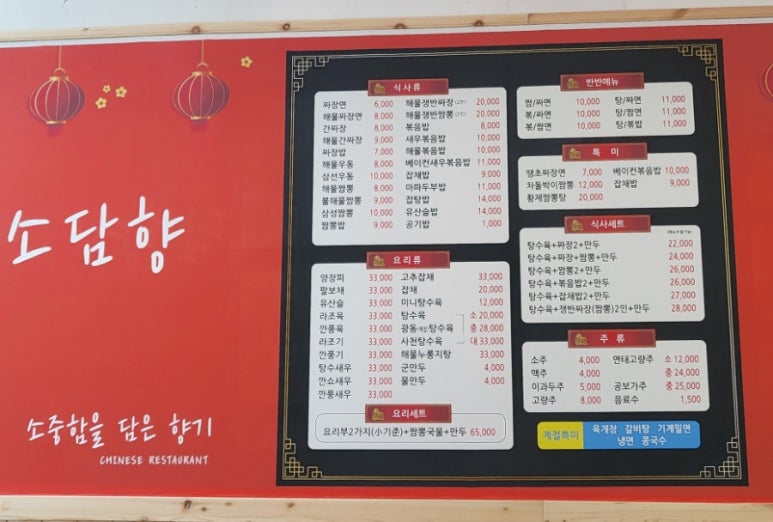 소담향
소중함을 담은 향기
CHINESE RESTAURANT
식사류
짜장면 6,000 해물쟁반짜장(2인) 20,000
해물짜장면 8,000 해물쟁반짬뽕(2인) 20,000
간짜장 8,000 볶음밥 8,000
해물간짜장 9,000 새우볶음밥 10,000
짜장밥 7,000 해물볶음밥 10,000
해물우동 8,000 베이컨새우볶음밥 11,000
삼선우동 10,000 잡채밥 9,000
해물짬뽕 8,000 마파두부밥 11,000
불해물짬뽕 9,000 잡탕밥 14,000
삼성짬뽕 10,000 유산슬밥 14,000
짬뽕밥 9,000 공기밥 1,000
요리류
양장피 33,000 고추잡채 33,000
팔보채 33,000 잡채 20,000
유산슬 33,000 미니탕수육 12,000
라조육 33,000 탕수육 소 20,000
깐풍육 33,000 광동(게살)탕수육 중 28,000
라조기 33,000 사천탕수육 대 33,000
깐풍기 33,000 해물누룽지탕 33,000
탕수새우 33,000 군만두 4,000
깐쇼새우 33,000 물만두 4,000
깐풍새우 33,000
요리세트
요리부2가지(小기준)+짬뽕국물+만두 65,000
반반메뉴
짬/짜면 10,000 탕/짜면 11,000
볶/짜면 10,000 탕/짬면 11,000
볶/짬면 10,000 탕/볶밥 11,000
특 미
땡초짜장면 7,000 베이컨볶음밥 10,000
차돌박이짬뽕 12,000 잡채밥 9,000
황제짬뽕탕 20,000
식사세트
탕수육+짜장2+만두 22,000
탕수육+짜장+짬뽕+만두 24,000
탕수육+짬뽕2+만두 26,000
탕수육+볶음밥2+만두 26,000
탕수육+잡채밥2+만두 27,000
탕수육+쟁반짜장(짬뽕)2인+만두 28,000
주 류
소주 4,000 연태고량주 소 12,000
맥주 4,000 중 24,000
이과두주 5,000 공보가주 중 25,000
고량주 8,000 음료수 1,500
계절특미 육개장 갈비탕 기계밀면
냉면 콩국수